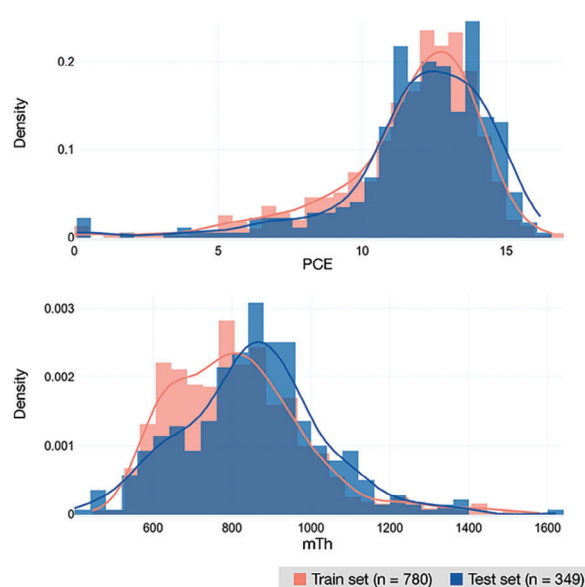 0.2
0.1
0
Density
0 5 10 15
PCE
0.003
0.002
0.001
0
Density
600 800 1000 1200 1400 1600
mTh
Train set (n = 780) Test set (n = 349)